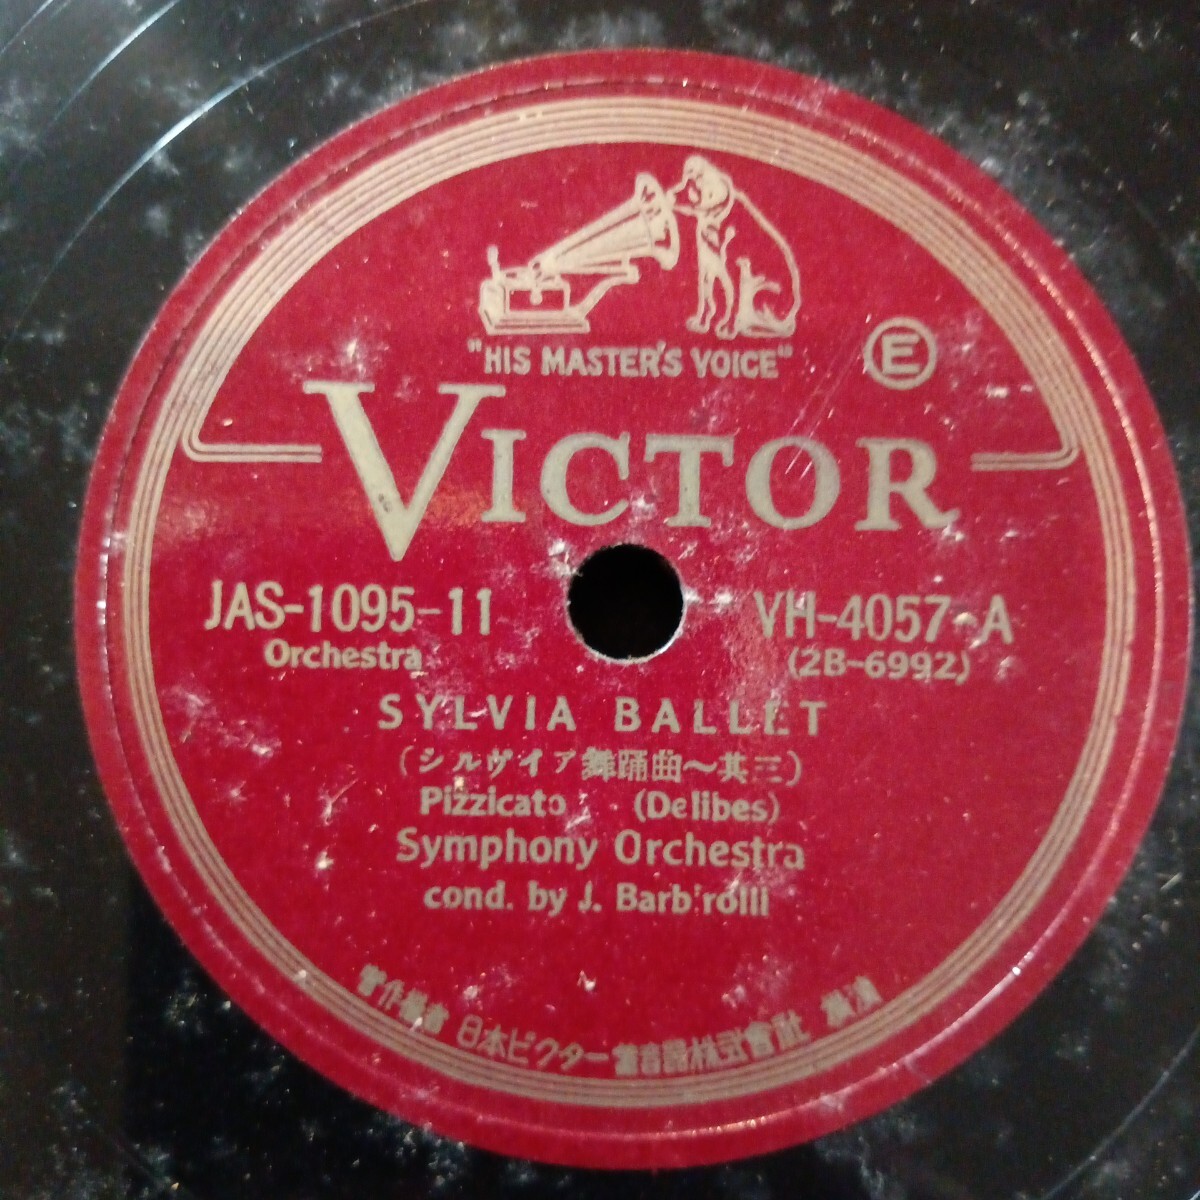 "HIS MASTER'S VOICE"
E
VICTOR
JAS-1095-11
Orchestra
VH-4057-A
(2B-6992)
SYLVIA BALLET
(シルヴイア舞踊曲～其三)
Pizzicato (Delibes)
Symphony Orchestra
cond. by J. Barbirolli
日本ビクター蓄音器株式會社